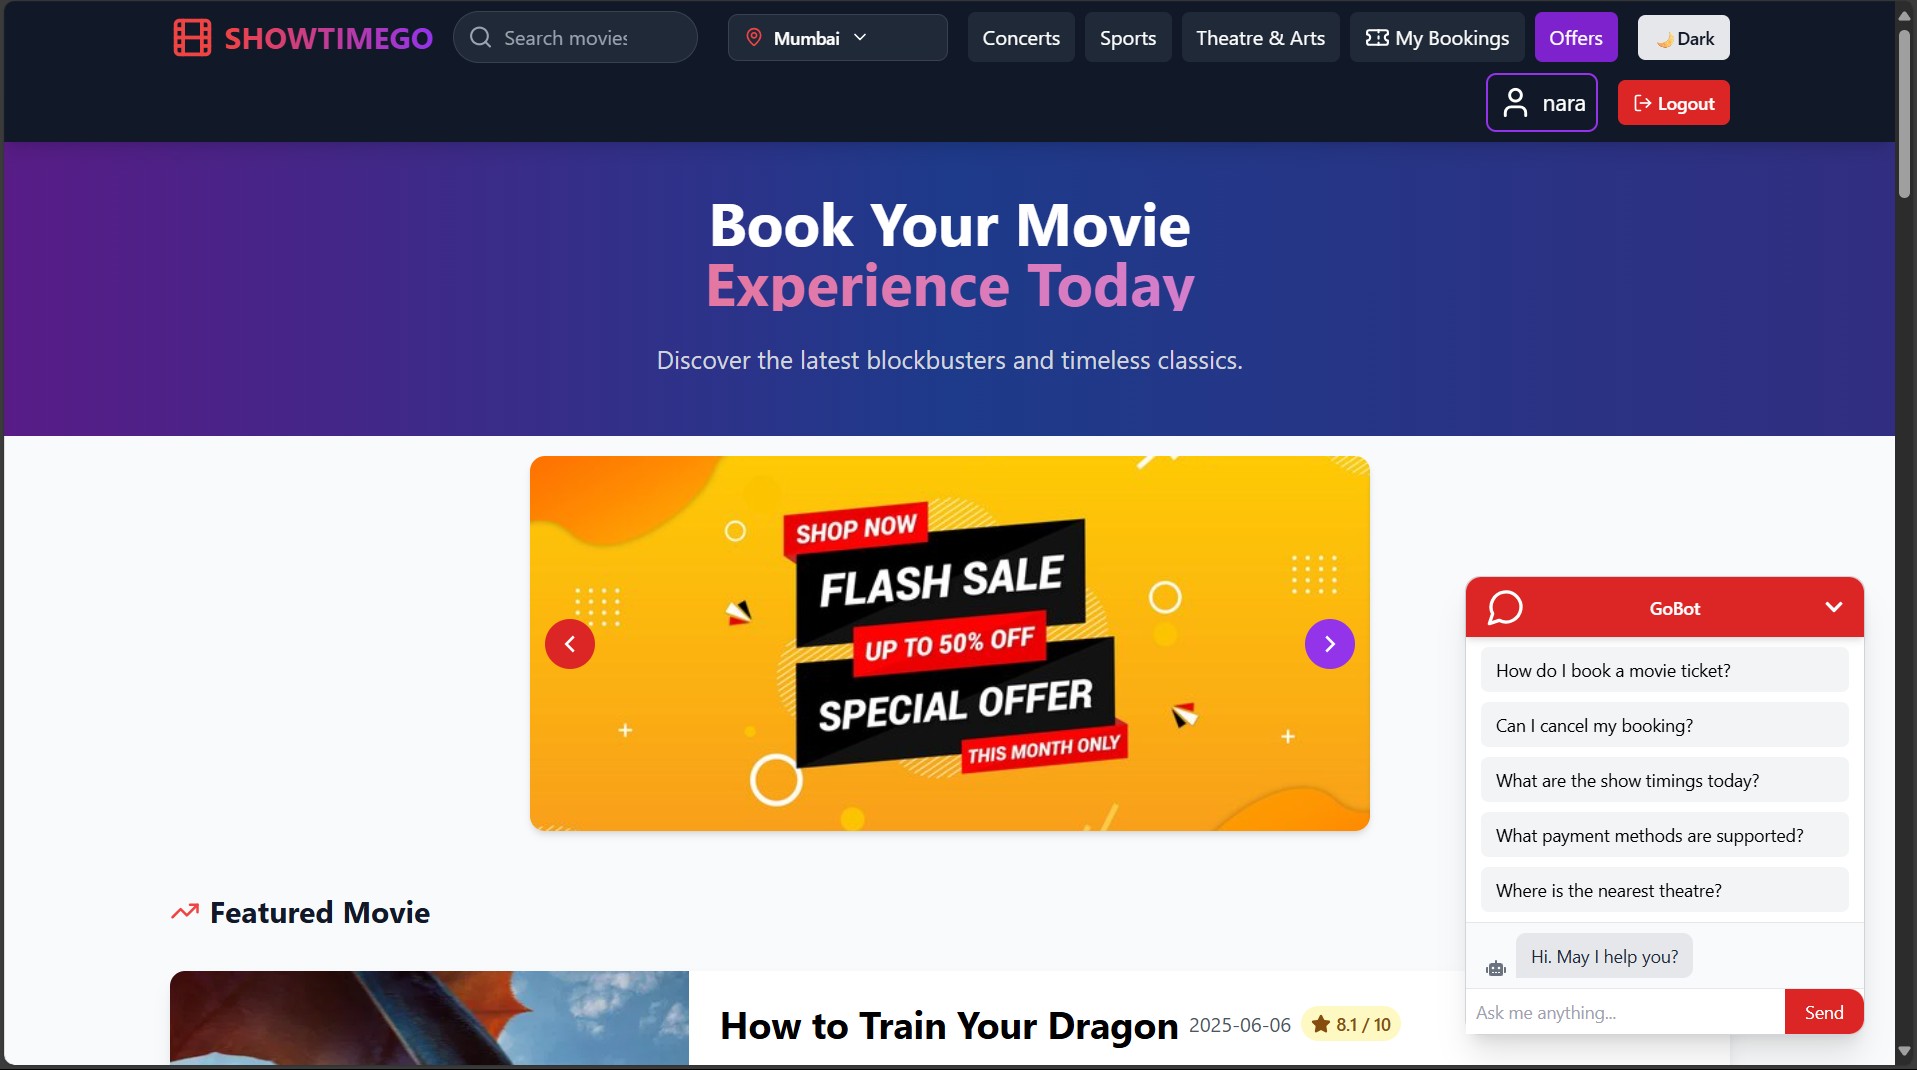 SHOWTIMEGO
Search movies
Mumbai
Concerts
Sports
Theatre & Arts
My Bookings
Offers
🌙Dark
nara
Logout
Book Your Movie
Experience Today
Discover the latest blockbusters and timeless classics.
SHOP NOW
FLASH SALE
UP TO 50% OFF
SPECIAL OFFER
THIS MONTH ONLY
Featured Movie
How to Train Your Dragon 2025-06-06 8.1 / 10
GoBot
How do I book a movie ticket?
Can I cancel my booking?
What are the show timings today?
What payment methods are supported?
Where is the nearest theatre?
Hi. May I help you?
Ask me anything...
Send